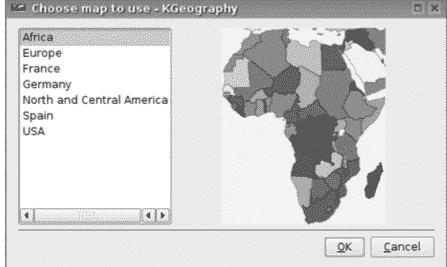 Choose map to use - KGeography
Africa
Europe
France
Germany
North and Central America
Spain
USA
OK
Cancel